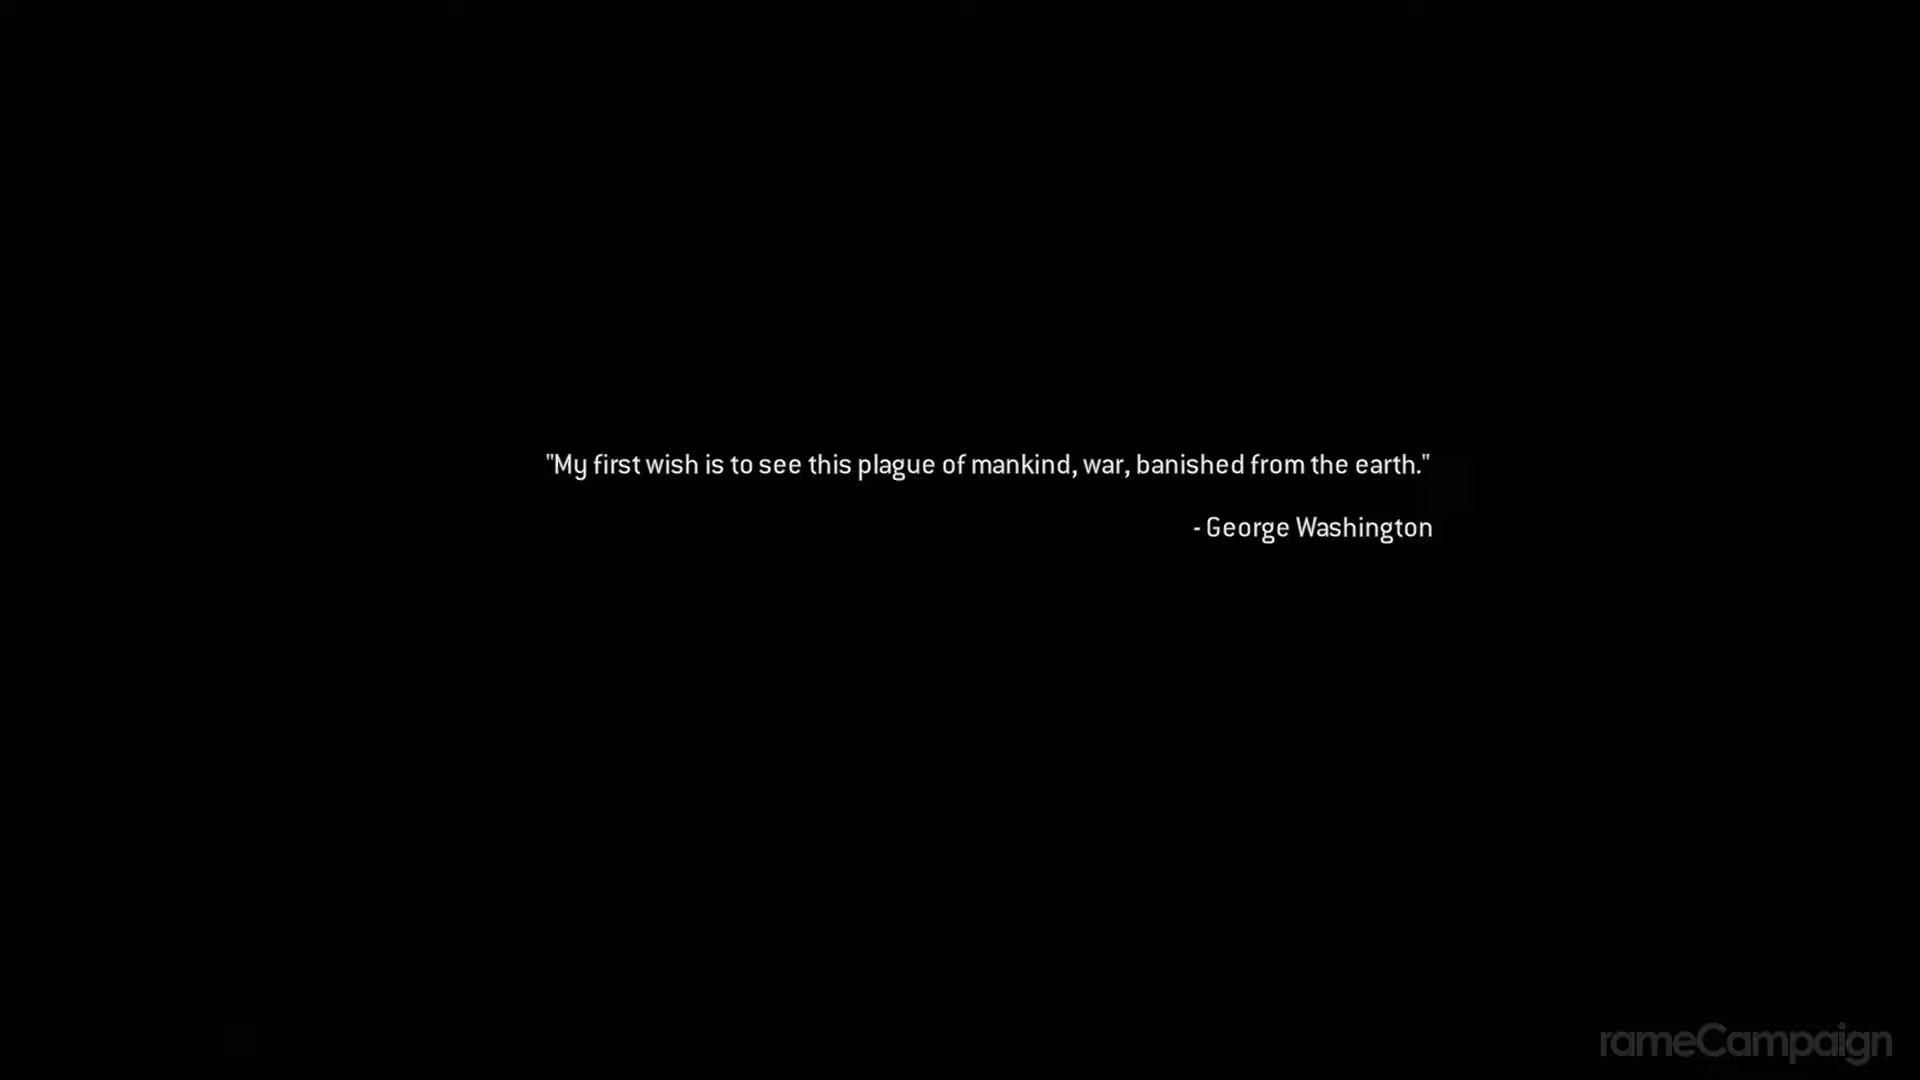 "My first wish is to see this plague of mankind, war, banished from the earth."
- George Washington
rameCampaign